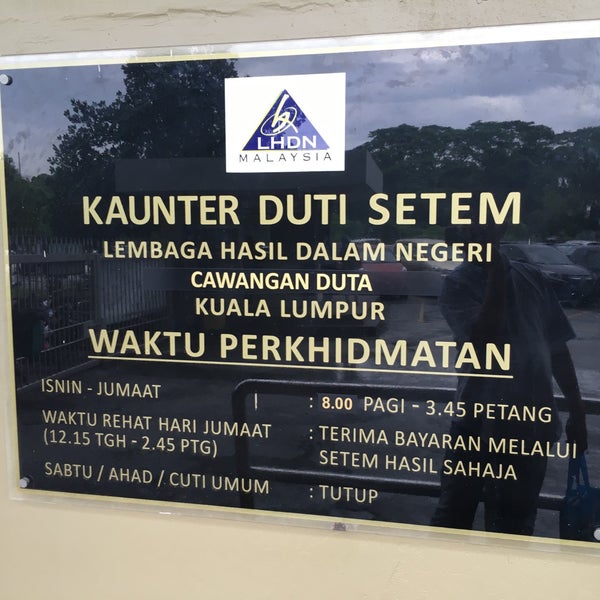 LHDN
MALAYSIA
KAUNTER DUTI SETEM
LEMBAGA HASIL DALAM NEGERI
CAWANGAN DUTA
KUALA LUMPUR
WAKTU PERKHIDMATAN
ISNIN - JUMAAT : 8.00 PAGI - 3.45 PETANG
WAKTU REHAT HARI JUMAAT : TERIMA BAYARAN MELALUI
(12.15 TGH - 2.45 PTG) SETEM HASIL SAHAJA
SABTU / AHAD / CUTI UMUM : TUTUP